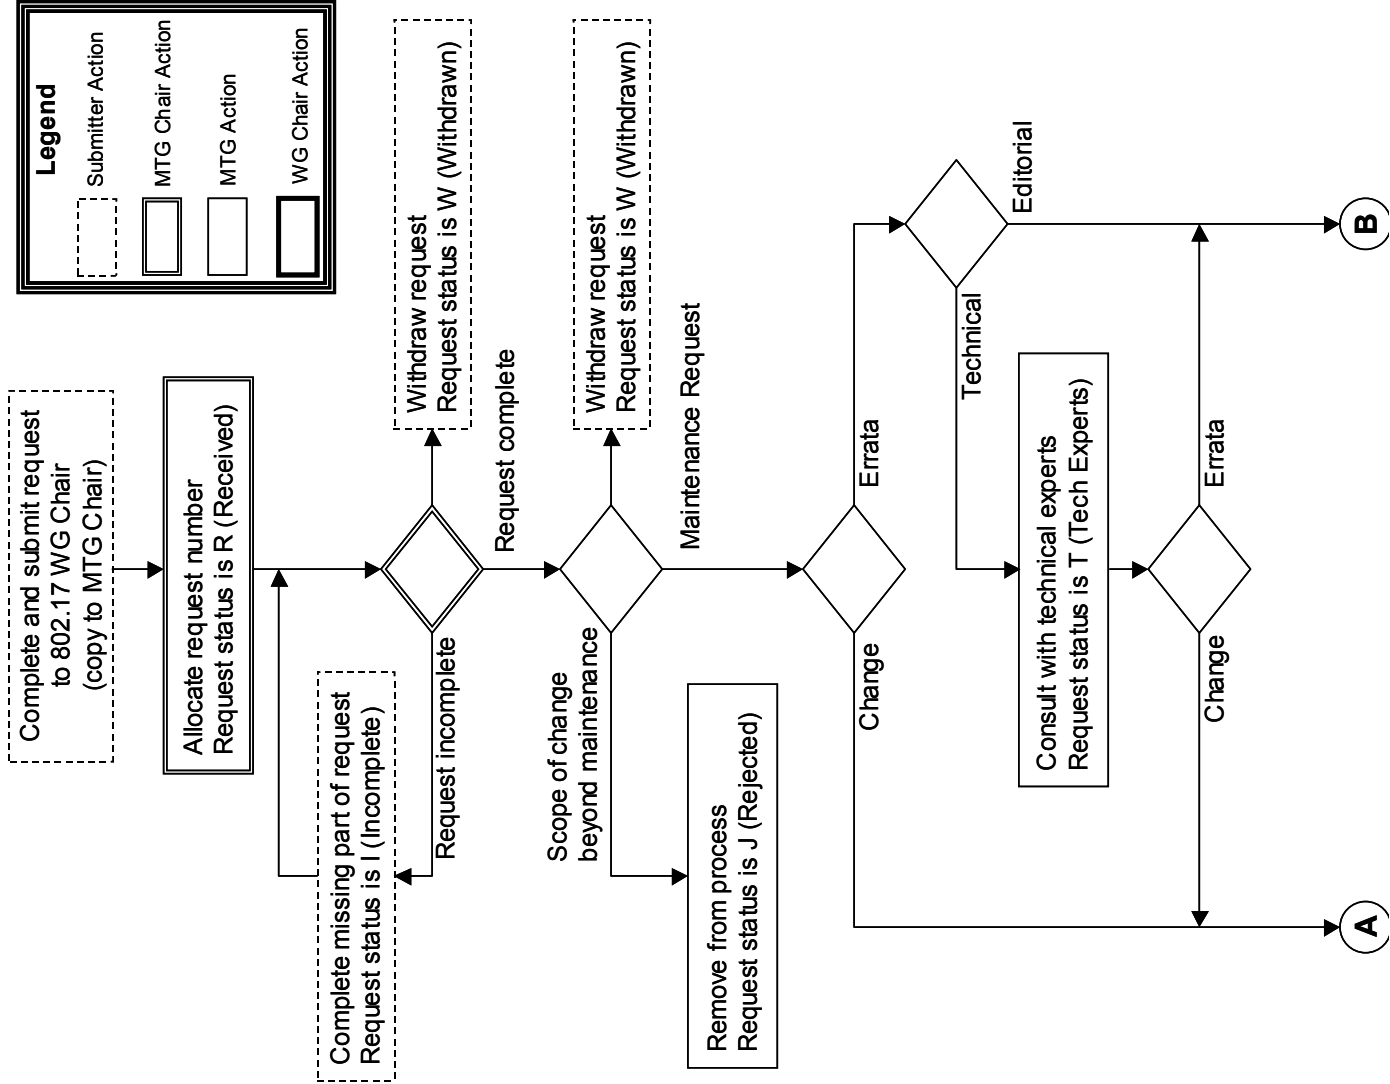 Legend
Submitter Action
MTG Chair Action
MTG Action
WG Chair Action
Complete and submit request
to 802.17 WG Chair
(copy to MTG Chair)
Allocate request number
Request status is R (Received)
Complete missing part of request
Request status is I (Incomplete)
Request incomplete
Withdraw request
Request status is W (Withdrawn)
Request complete
Scope of change
beyond maintenance
Withdraw request
Request status is W (Withdrawn)
Maintenance Request
Remove from process
Request status is J (Rejected)
Change
Errata
Technical
Editorial
Consult with technical experts
Request status is T (Tech Experts)
Change
Errata
A
B